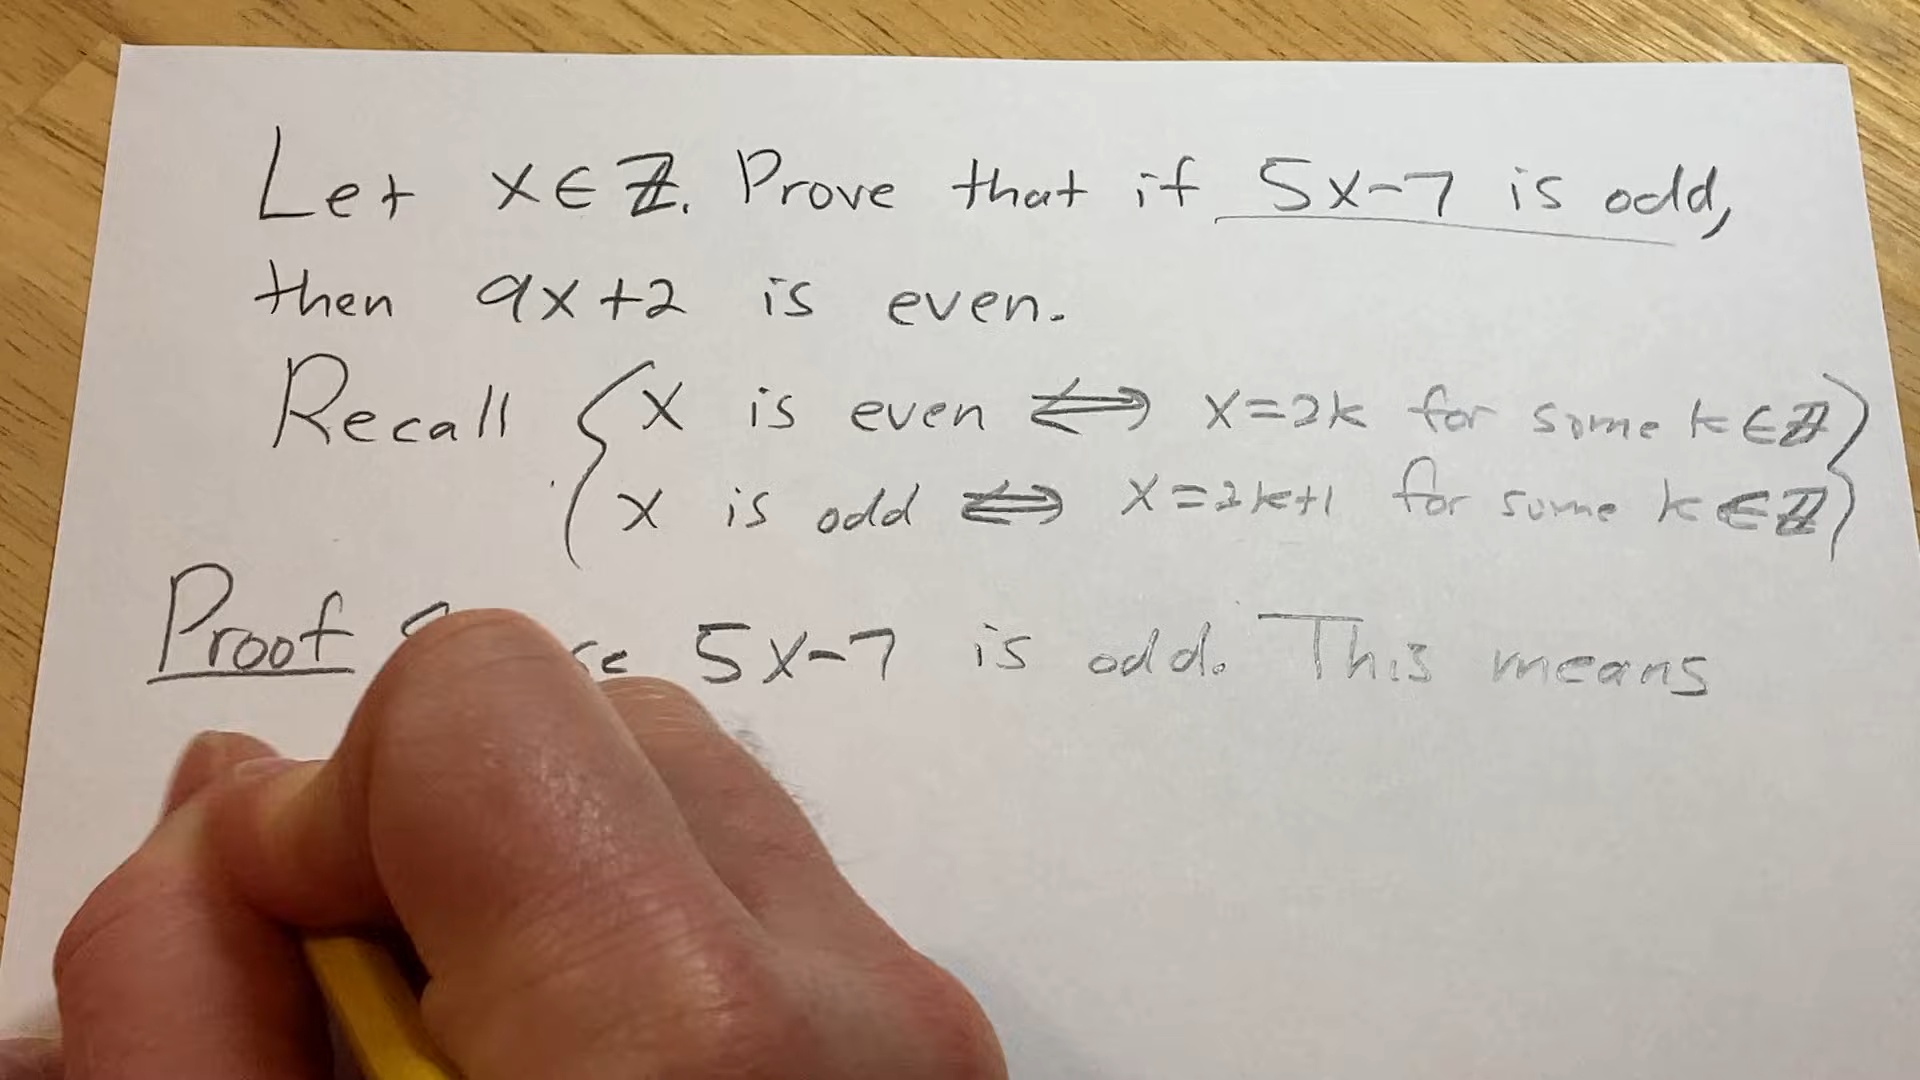 Let x∈ℤ. Prove that if 5x-7 is odd,
then 9x+2 is even.
Recall { x is even ⟺ x=2k for some k∈ℤ }
x is odd ⟺ x=2k+1 for some k∈ℤ
Proof 5x-7 is odd. This means